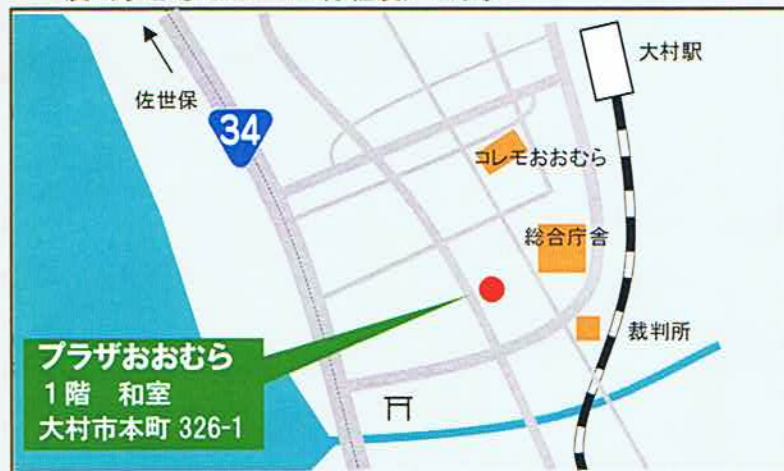 大村駅
佐世保
34
コレモおおむら
総合庁舎
裁判所
プラザおおむら
1階 和室
大村市本町 326-1